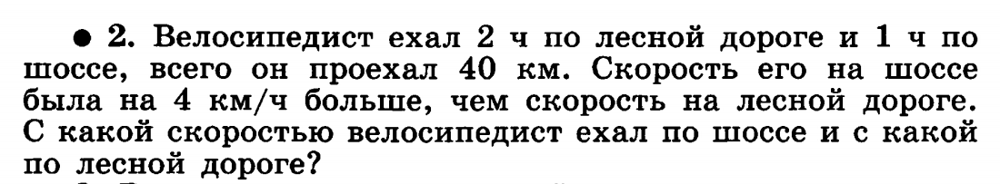 ● 2. Велосипедист ехал 2 ч по лесной дороге и 1 ч по
шоссе, всего он проехал 40 км. Скорость его на шоссе
была на 4 км/ч больше, чем скорость на лесной дороге.
С какой скоростью велосипедист ехал по шоссе и с какой
по лесной дороге?